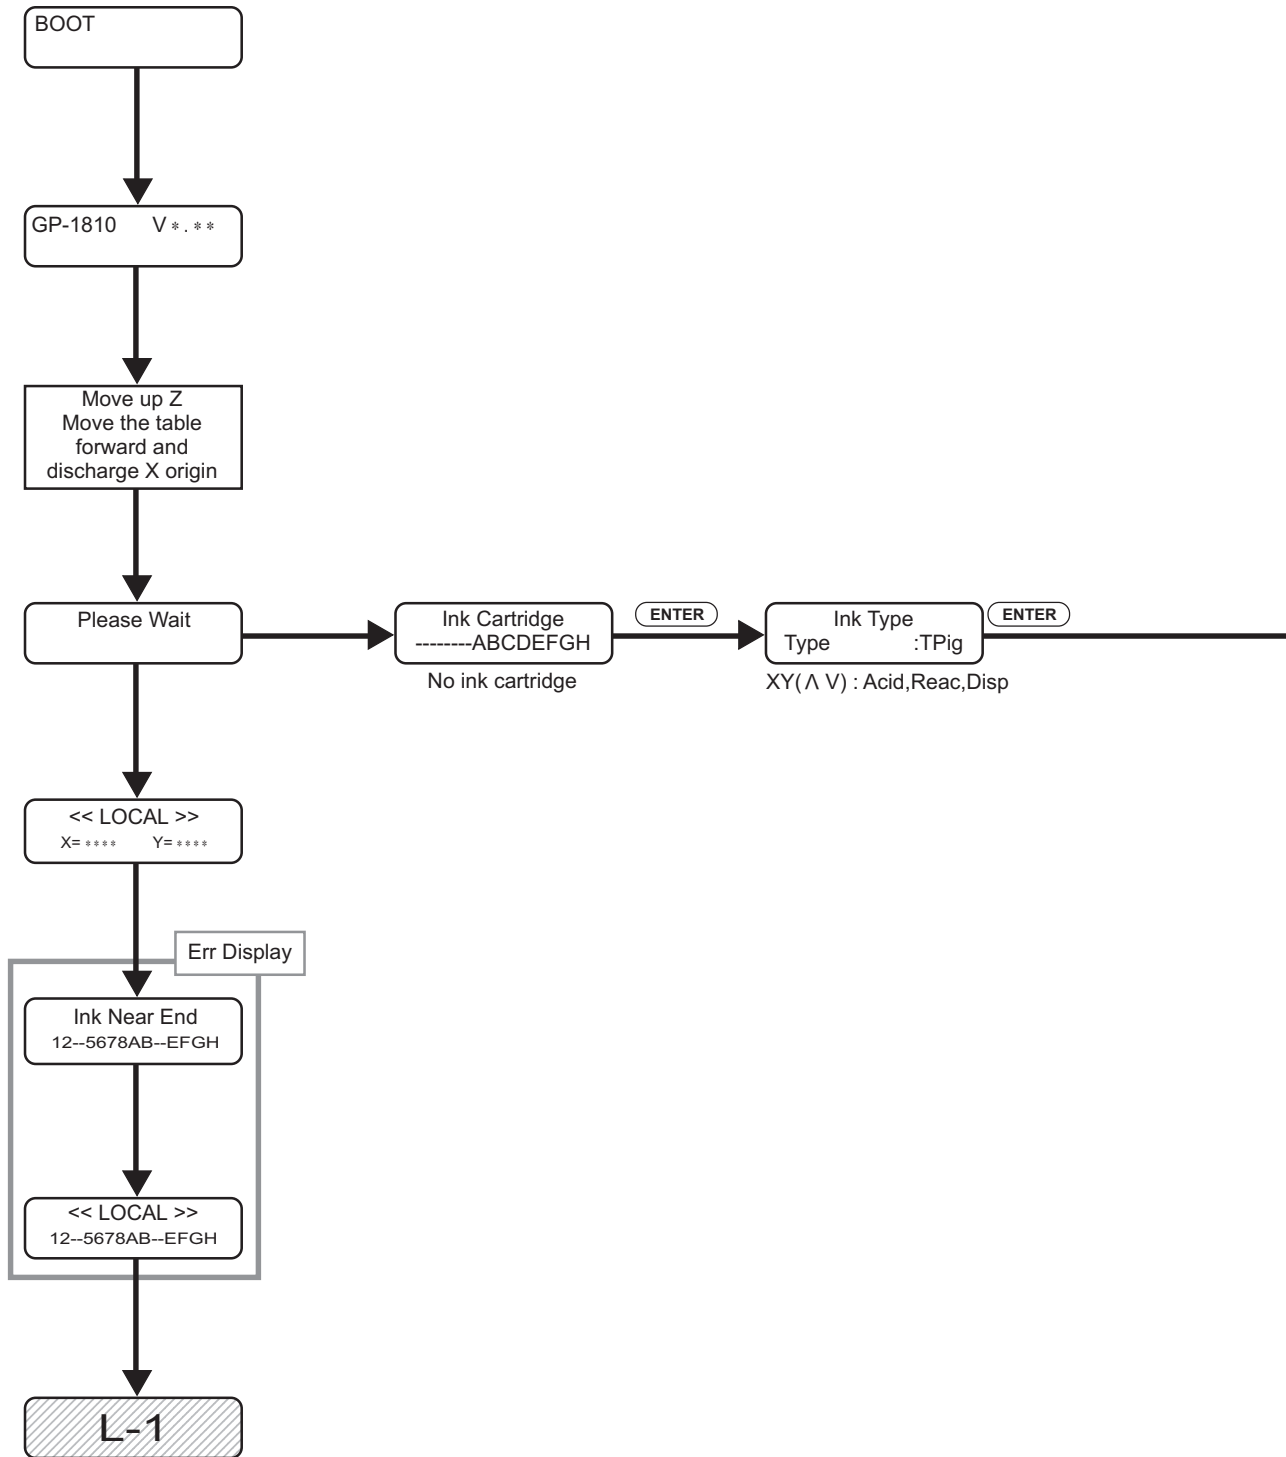 BOOT
GP-1810 V*.**
Move up Z
Move the table
forward and
discharge X origin
Please Wait
Ink Cartridge
--------ABCDEFGH
No ink cartridge
ENTER
Ink Type
Type :TPig
XY(Λ V) : Acid,Reac,Disp
ENTER
<< LOCAL >>
X= **** Y= ****
Err Display
Ink Near End
12--5678AB--EFGH
<< LOCAL >>
12--5678AB--EFGH
L-1